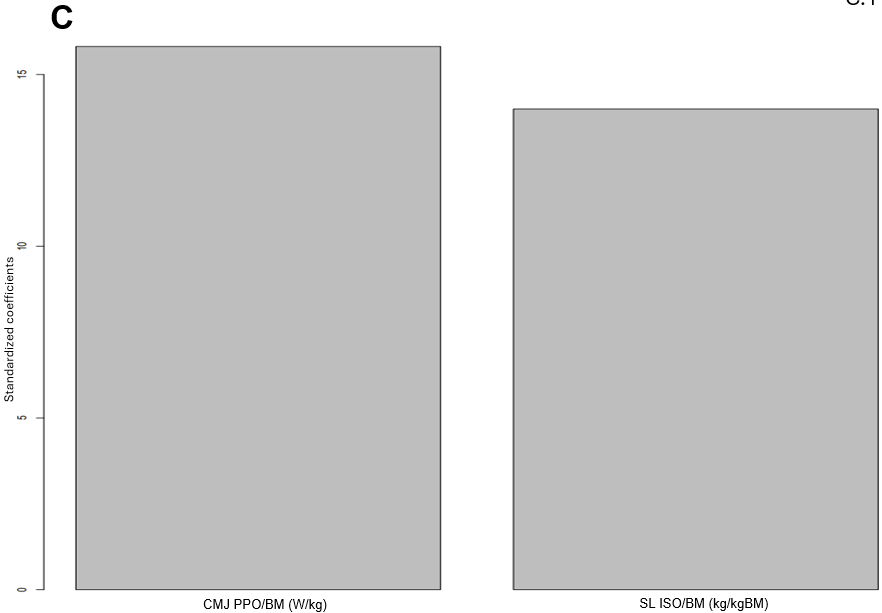 C
15
10
5
0
Standardized coefficients
CMJ PPO/BM (W/kg)
SL ISO/BM (kg/kgBM)